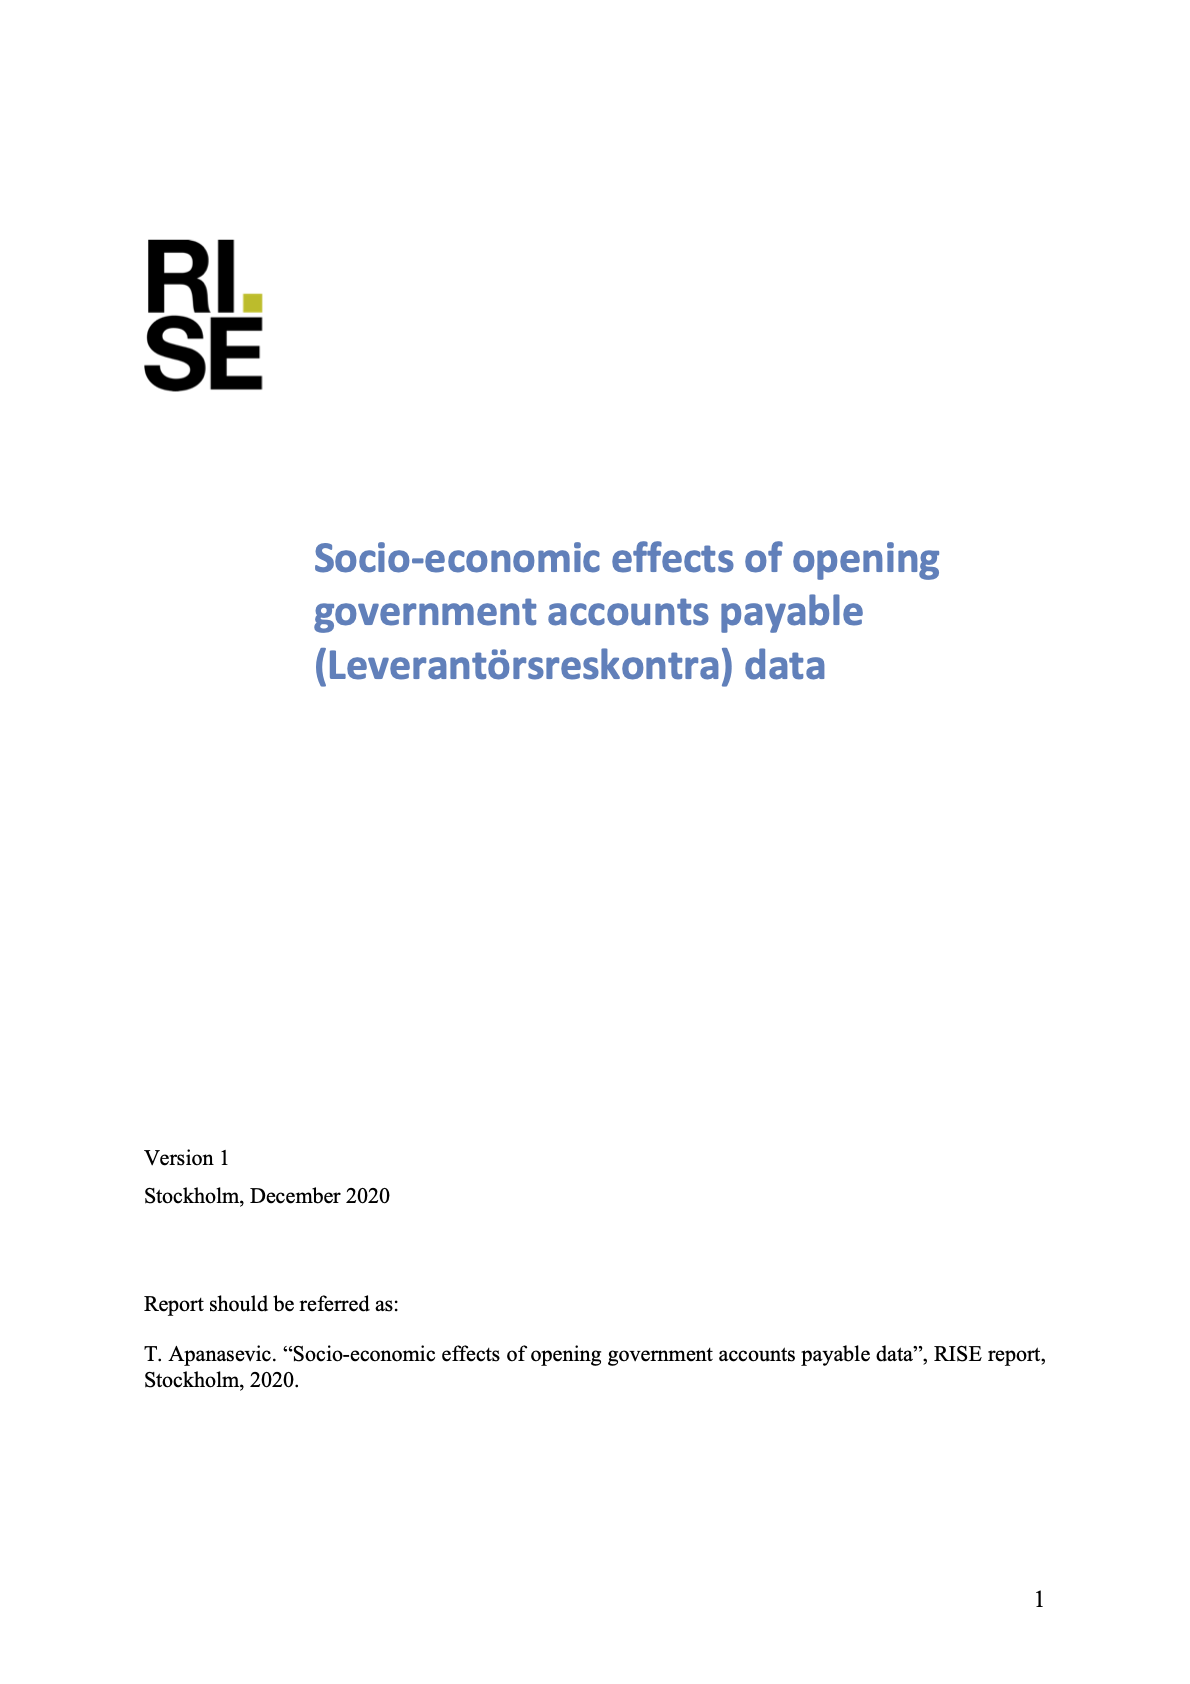 RI.
SE
Socio-economic effects of opening
government accounts payable
(Leverantörsreskontra) data
Version 1
Stockholm, December 2020
Report should be referred as:
T. Apanasevic. “Socio-economic effects of opening government accounts payable data”, RISE report,
Stockholm, 2020.
1